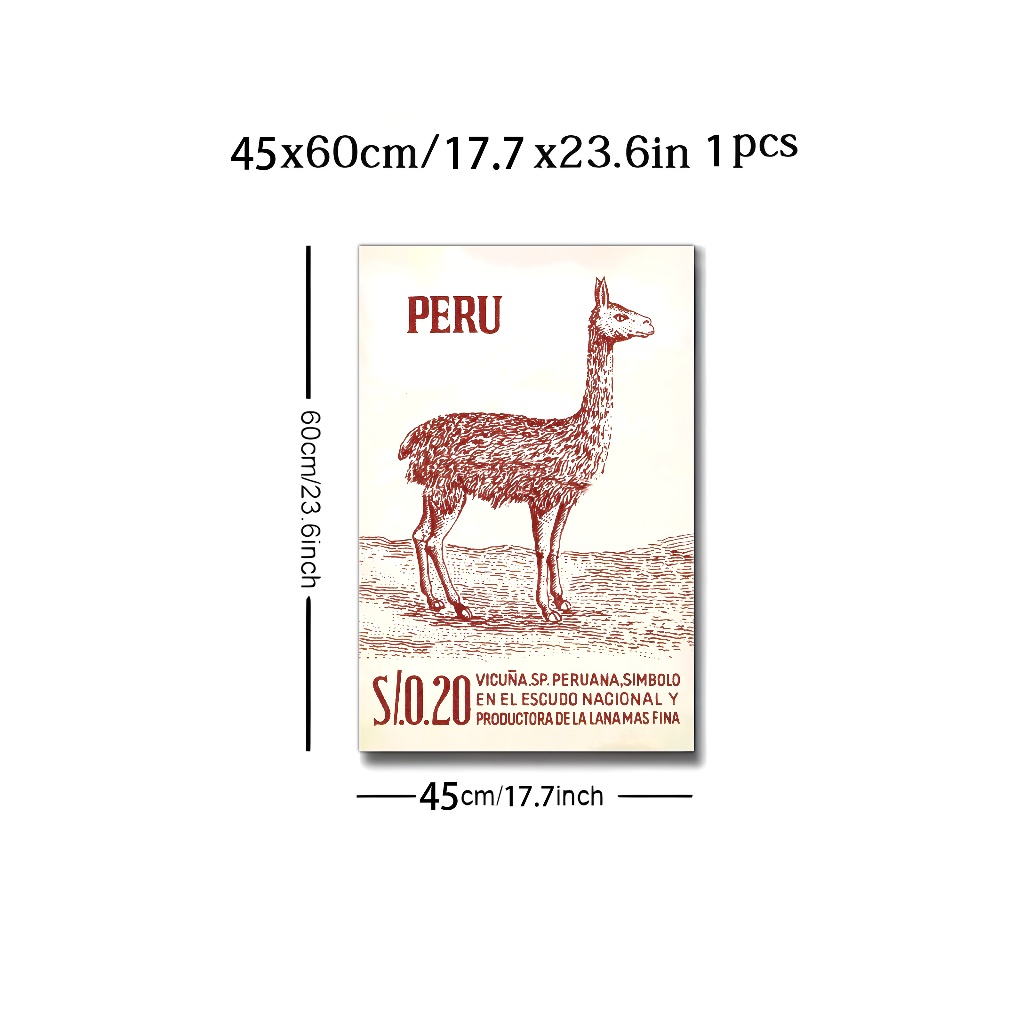 45x60cm/17.7 x23.6in 1pcs
PERU
60cm/23.6inch
S/.0.20
VICUÑA.SP. PERUANA,SIMBOLO
EN EL ESCUDO NACIONAL Y
PRODUCTORA DE LA LANA MAS FINA
45cm/17.7inch